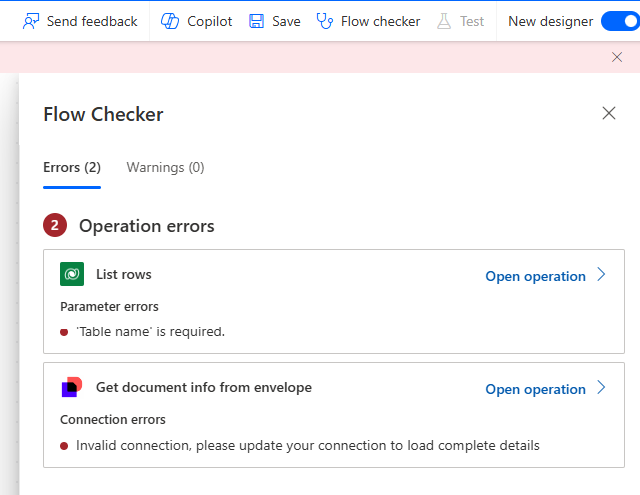 Send feedback Copilot Save Flow checker Test New designer
Flow Checker
Errors (2) Warnings (0)
2 Operation errors
List rows Open operation
Parameter errors
'Table name' is required.
Get document info from envelope Open operation
Connection errors
Invalid connection, please update your connection to load complete details